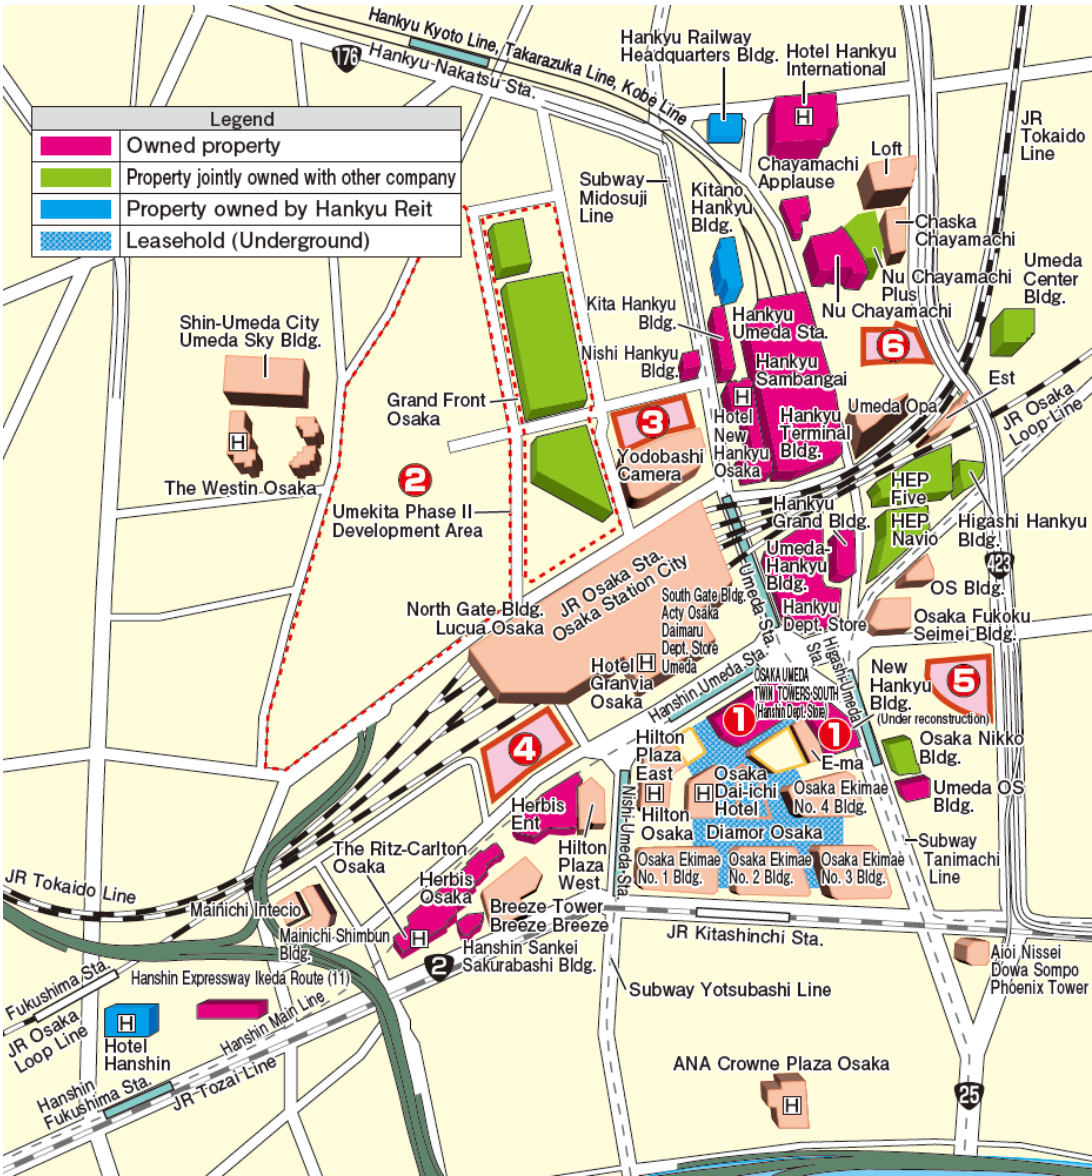 Hankyu Kyoto Line, Takarazuka Line, Kobe Line
176
Hankyu Nakatsu Sta.
Hankyu Railway
Headquarters Bldg.
Hotel Hankyu
International
H
JR
Tokaido
Line
Legend
Owned property
Property jointly owned with other company
Property owned by Hankyu Reit
Leasehold (Underground)
Subway
Midosuji
Line
Chayamachi
Applause
Loft
Kitano
Hankyu
Bldg.
Chaska
Chayamachi
Nu Chayamachi
Plus
Nu Chayamachi
Umeda
Center
Bldg.
Shin-Umeda City
Umeda Sky Bldg.
H
The Westin Osaka
Kita Hankyu
Bldg.
Nishi Hankyu
Bldg.
Hankyu
Umeda Sta.
Hankyu
Sambangai
Hankyu
Terminal
Bldg.
H
Hotel
New
Hankyu
Osaka
6
Est
Umeda Opa
JR Osaka
Loop Line
Grand Front
Osaka
3
Yodobashi
Camera
2
Umekita Phase II
Development Area
HEP
Five
HEP
Navio
Higashi Hankyu
Bldg.
Hankyu
Grand Bldg.
Umeda-
Hankyu
Bldg.
Hankyu
Dept. Store
423
OS Bldg.
Osaka Fukoku
Seimei Bldg.
Umeda Sta.
JR Osaka Sta.
Osaka Station City
North Gate Bldg.
Lucua Osaka
South Gate Bldg.
Acty Osaka
Daimaru
Dept. Store
Umeda
H
Hotel
Granvia
Osaka
Hanshin Umeda Sta.
Higashi-Umeda
Sta.
OSAKA UMEDA
TWIN TOWERS SOUTH
(Hanshin Dept. Store)
1
1
New
Hankyu
Bldg.
(Under reconstruction)
5
4
Hilton
Plaza
East
E-ma
Osaka Nikko
Bldg.
Umeda OS
Bldg.
H
Hilton
Osaka
H
Osaka
Dai-ichi
Hotel
Osaka Ekimae
No. 4 Bldg.
Diamor Osaka
Osaka Ekimae
No. 1 Bldg.
Osaka Ekimae
No. 2 Bldg.
Osaka Ekimae
No. 3 Bldg.
Nishi-Umeda Sta.
Herbis
Ent
Hilton
Plaza
West
The Ritz-Carlton
Osaka
Herbis
Osaka
H
Breeze Tower
Breeze Breeze
Hanshin Sankei
Sakurabashi Bldg.
Subway
Tanimachi
Line
JR Tokaido Line
Mainichi Intecio
Mainichi Shimbun
Bldg.
JR Kitashinchi Sta.
2
Aioi Nissei
Dowa Sompo
Phoenix Tower
Fukushima Sta.
JR Osaka
Loop Line
Hanshin Expressway Ikeda Route (11)
Subway Yotsubashi Line
H
Hotel
Hanshin
Hanshin Main Line
Hanshin
Fukushima Sta.
JR Tozai Line
ANA Crowne Plaza Osaka
H
25